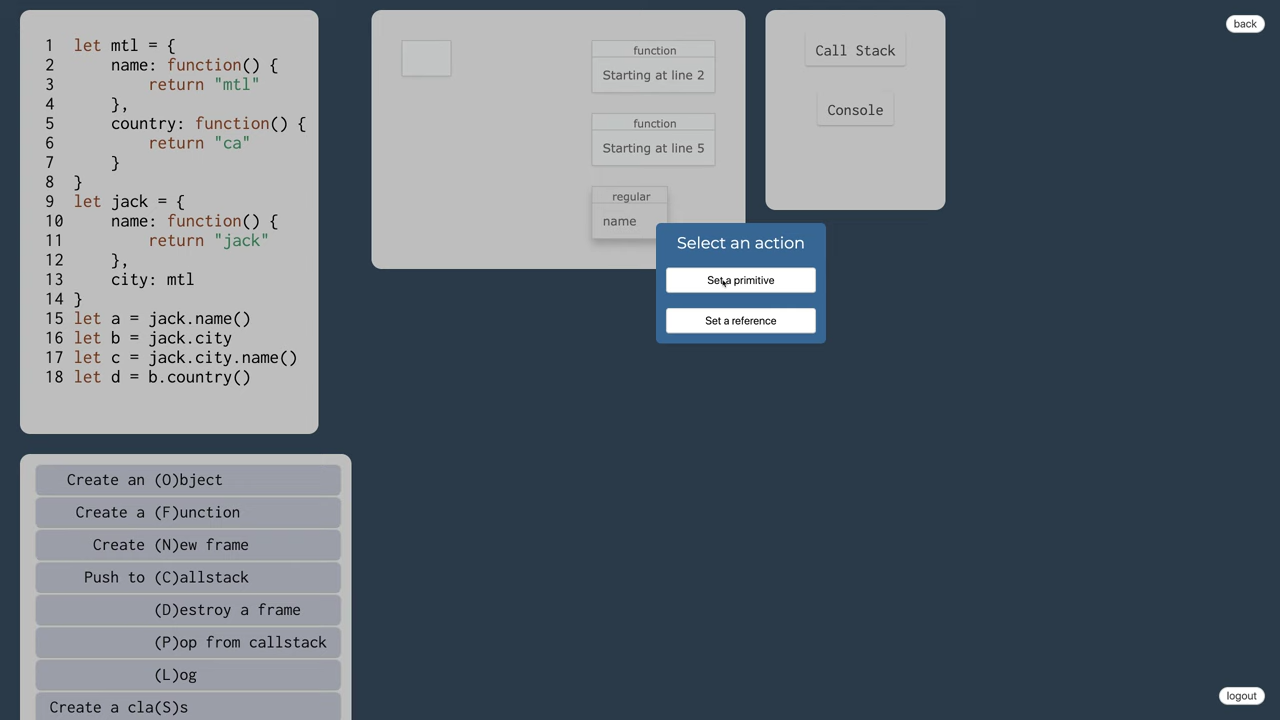 1 let mtl = {
2     name: function() {
3         return "mtl"
4     },
5     country: function() {
6         return "ca"
7     }
8 }
9 let jack = {
10     name: function() {
11         return "jack"
12     },
13     city: mtl
14 }
15 let a = jack.name()
16 let b = jack.city
17 let c = jack.city.name()
18 let d = b.country()
Create an (O)bject
Create a (F)unction
Create (N)ew frame
Push to (C)allstack
(D)estroy a frame
(P)op from callstack
(L)og
Create a cla(S)s
function
Starting at line 2
function
Starting at line 5
regular
name
Select an action
Set a primitive
Set a reference
Call Stack
Console
back
logout